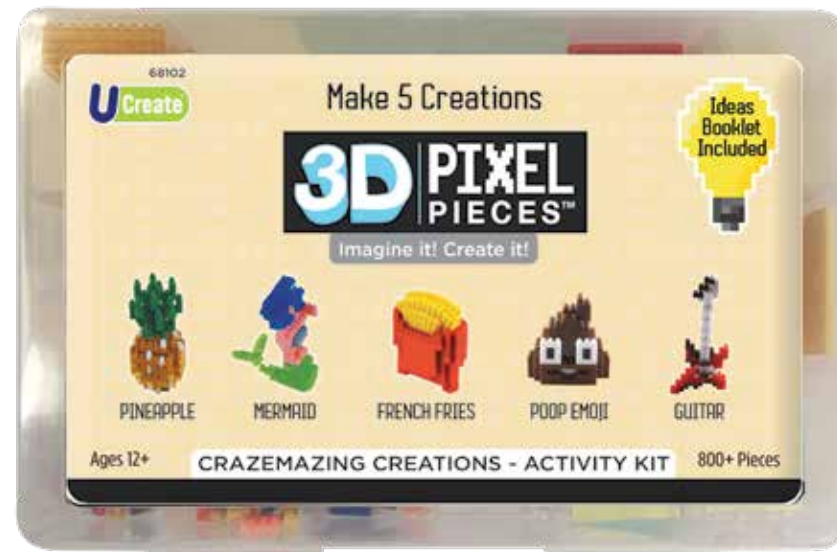 68102
U Create
Make 5 Creations
Ideas
Booklet
Included
3D PIXEL
PIECES™
Imagine it! Create it!
PINEAPPLE
MERMAID
FRENCH FRIES
POOP EMOJI
GUITAR
Ages 12+
CRAZEMAZING CREATIONS - ACTIVITY KIT
800+ Pieces